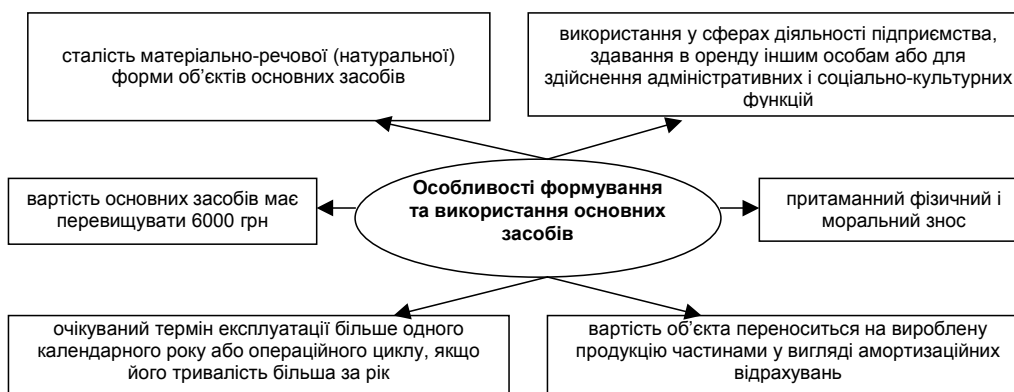 сталість матеріально-речової (натуральної)
форми об’єктів основних засобів
використання у сферах діяльності підприємства,
здавання в оренду іншим особам або для
здійснення адміністративних і соціально-культурних
функцій
вартість основних засобів має
перевищувати 6000 грн
Особливості формування
та використання основних
засобів
притаманний фізичний і
моральний знос
очікуваний термін експлуатації більше одного
календарного року або операційного циклу, якщо
його тривалість більша за рік
вартість об’єкта переноситься на вироблену
продукцію частинами у вигляді амортизаційних
відрахувань